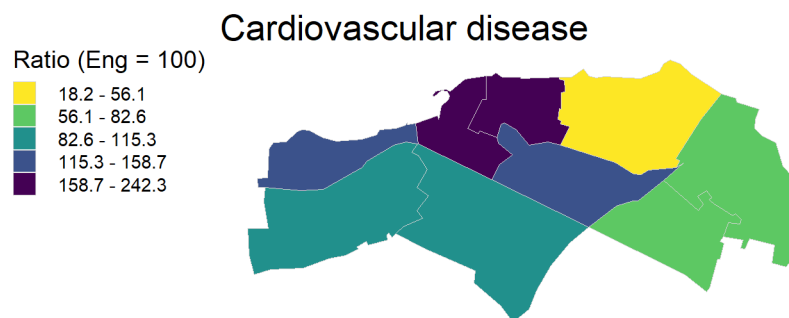 Cardiovascular disease
Ratio (Eng = 100)
18.2 - 56.1
56.1 - 82.6
82.6 - 115.3
115.3 - 158.7
158.7 - 242.3